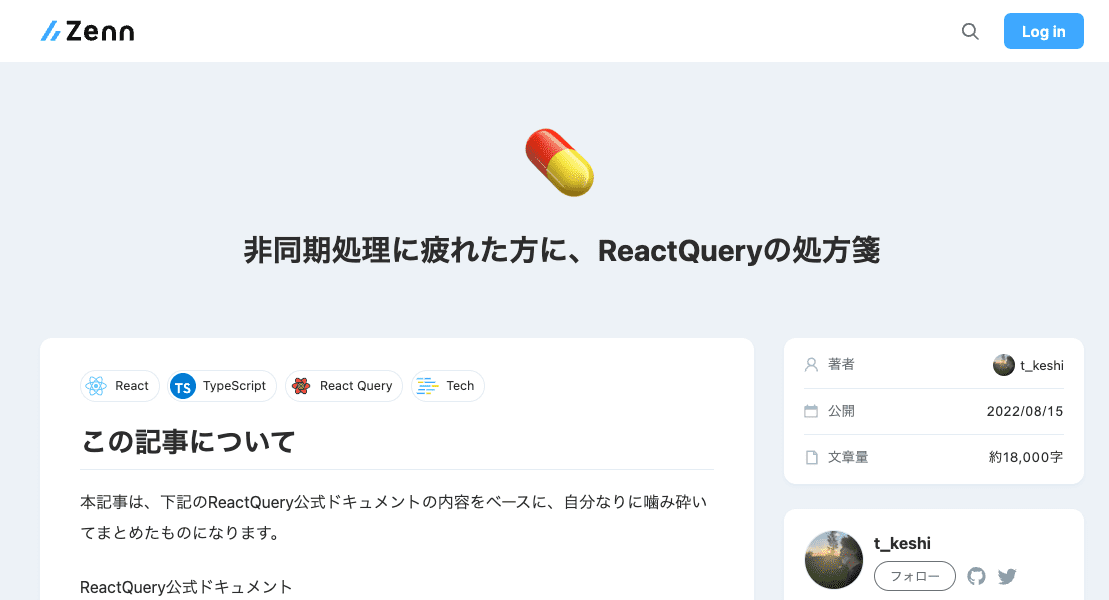 Zenn
Log in
非同期処理に疲れた方に、ReactQueryの処方箋
React
TS TypeScript
React Query
Tech
この記事について
本記事は、下記のReactQuery公式ドキュメントの内容をベースに、自分なりに噛み砕い
てまとめたものになります。
ReactQuery公式ドキュメント
著者 t_keshi
公開 2022/08/15
文章量 約18,000字
t_keshi
フォロー